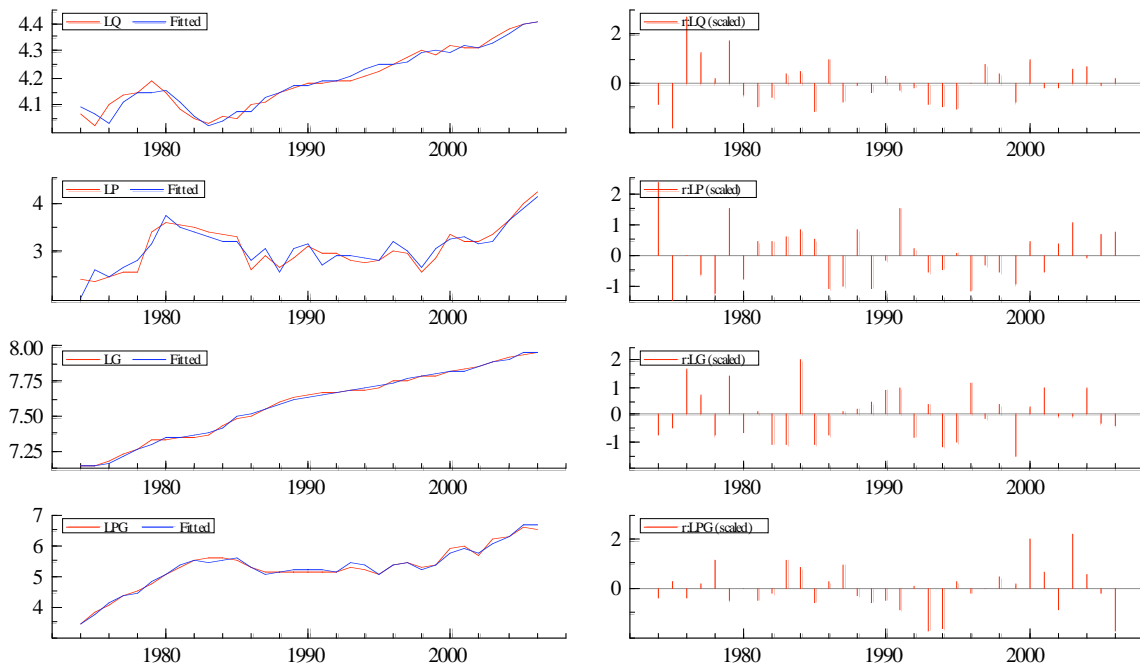 LQ Fitted
4.4
4.3
4.2
4.1
1980 1990 2000
r:LQ (scaled)
2
0
1980 1990 2000
LP Fitted
4
3
1980 1990 2000
r:LP (scaled)
2
1
0
-1
1980 1990 2000
8.00
LG Fitted
7.75
7.50
7.25
1980 1990 2000
r:LG (scaled)
2
1
0
-1
1980 1990 2000
7
LPG Fitted
6
5
4
1980 1990 2000
r:LPG (scaled)
2
0
1980 1990 2000